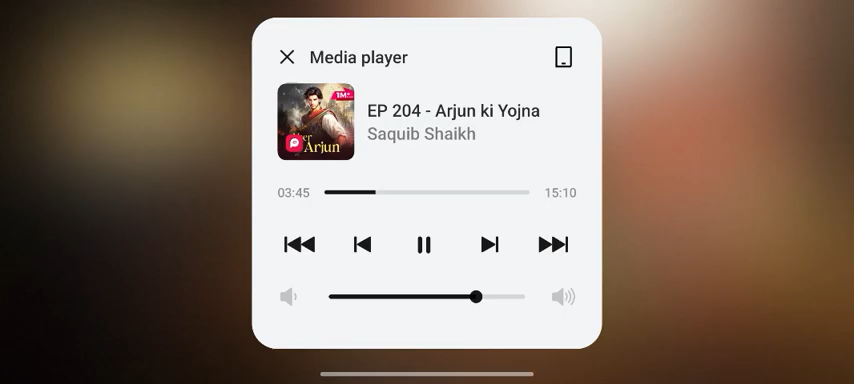 Media player
1M+
EP 204 - Arjun ki Yojna
Saquib Shaikh
Arjun
03:45
15:10